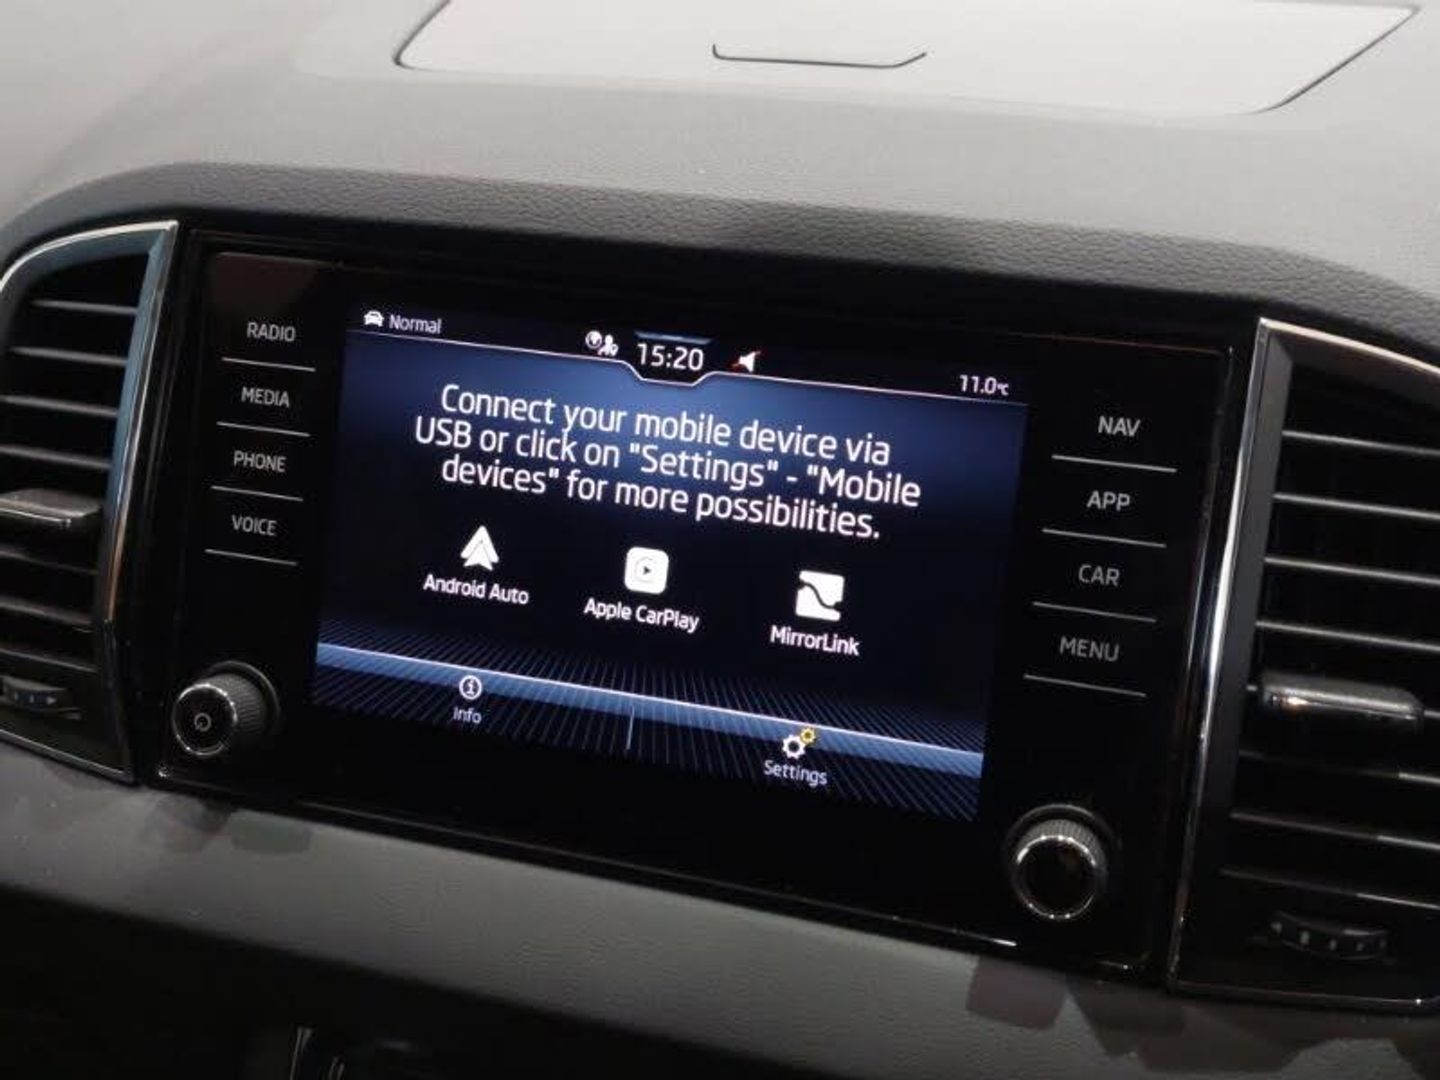 Normal
15:20
11.0℃
RADIO
MEDIA
PHONE
VOICE
Connect your mobile device via
USB or click on "Settings" - "Mobile
devices" for more possibilities.
Android Auto
Apple CarPlay
MirrorLink
Info
Settings
NAV
APP
CAR
MENU